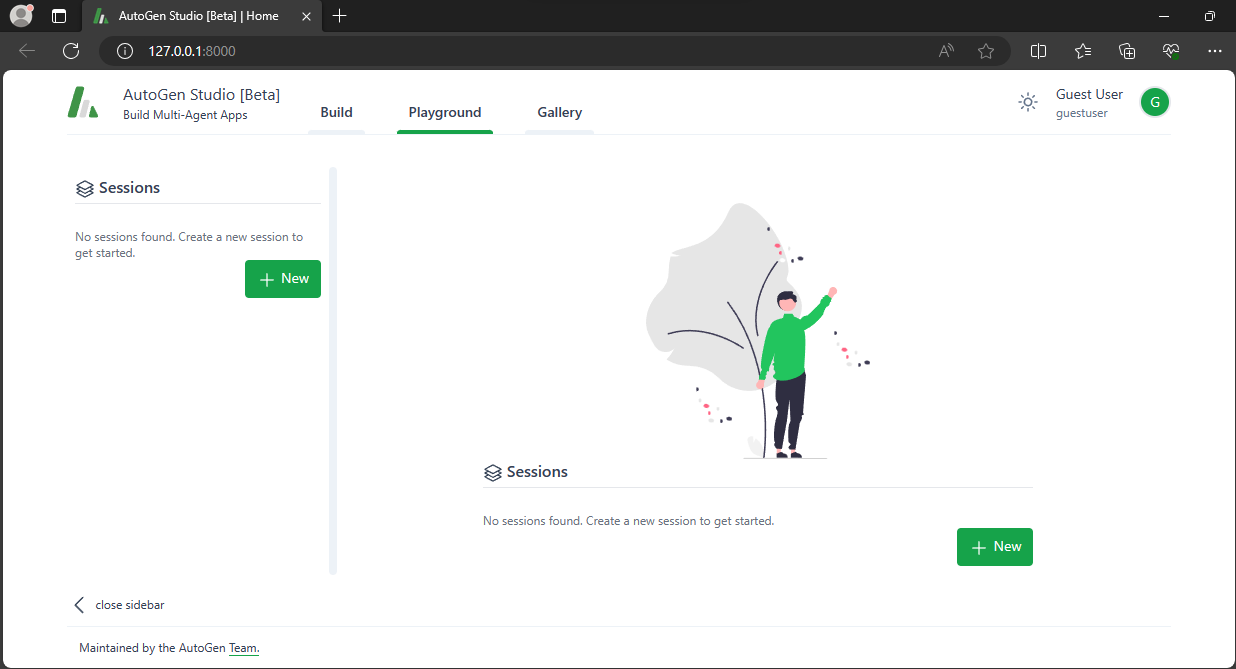 AutoGen Studio [Beta] | Home
127.0.0.1:8000
AutoGen Studio [Beta]
Build Multi-Agent Apps
Build
Playground
Gallery
Guest User
guestuser
G
Sessions
No sessions found. Create a new session to
get started.
New
Sessions
No sessions found. Create a new session to get started.
New
close sidebar
Maintained by the AutoGen Team.